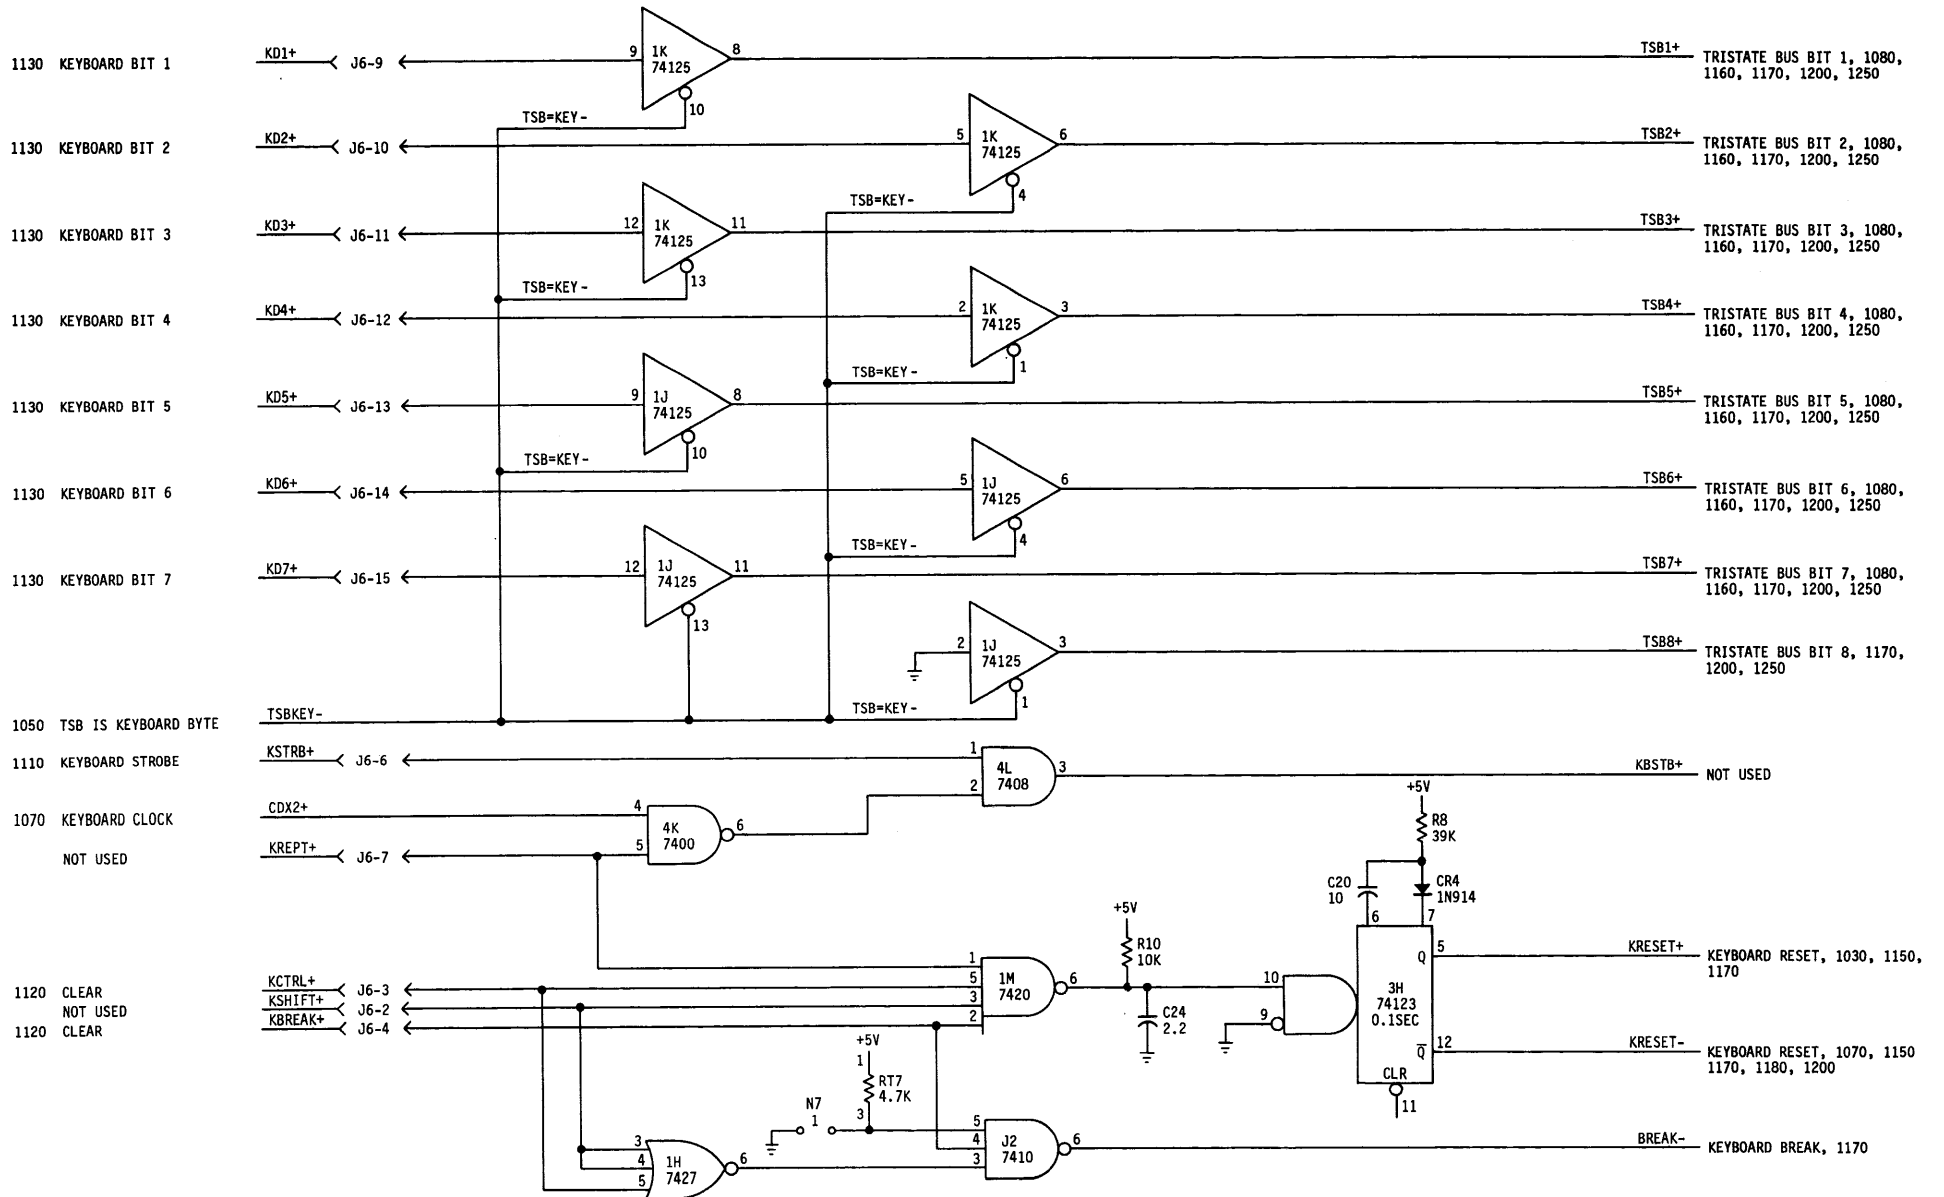 1130 KEYBOARD BIT 1 KD1+ J6-9 9 1K 74125 8 10 TSB1+ TRISTATE BUS BIT 1, 1080,
1160, 1170, 1200, 1250
TSB=KEY-
1130 KEYBOARD BIT 2 KD2+ J6-10 5 1K 74125 6 4 TSB2+ TRISTATE BUS BIT 2, 1080,
1160, 1170, 1200, 1250
TSB=KEY-
1130 KEYBOARD BIT 3 KD3+ J6-11 12 1K 74125 11 13 TSB3+ TRISTATE BUS BIT 3, 1080,
1160, 1170, 1200, 1250
TSB=KEY-
1130 KEYBOARD BIT 4 KD4+ J6-12 2 1K 74125 3 1 TSB4+ TRISTATE BUS BIT 4, 1080,
1160, 1170, 1200, 1250
TSB=KEY-
1130 KEYBOARD BIT 5 KD5+ J6-13 9 1J 74125 8 10 TSB5+ TRISTATE BUS BIT 5, 1080,
1160, 1170, 1200, 1250
TSB=KEY-
1130 KEYBOARD BIT 6 KD6+ J6-14 5 1J 74125 6 4 TSB6+ TRISTATE BUS BIT 6, 1080,
1160, 1170, 1200, 1250
TSB=KEY-
1130 KEYBOARD BIT 7 KD7+ J6-15 12 1J 74125 11 13 TSB7+ TRISTATE BUS BIT 7, 1080,
1160, 1170, 1200, 1250
2 1J 74125 3 1 TSB8+ TRISTATE BUS BIT 8, 1170,
1200, 1250
1050 TSB IS KEYBOARD BYTE TSBKEY- TSB=KEY-
1110 KEYBOARD STROBE KSTRB+ J6-6 1 2 4L 7408 3 KBSTB+ NOT USED
1070 KEYBOARD CLOCK CDX2+ 4 5 4K 7400 6
NOT USED KREPT+ J6-7
+5V
R8
39K
C20
10
CR4
1N914
6 7
+5V
R10
10K
1120 CLEAR KCTRL+ J6-3
NOT USED KSHIFT+ J6-2
1120 CLEAR KBREAK+ J6-4
1 5 3 2 1M 7420 6
C24
2.2
10 9
3H
74123
0.1SEC
Q 5 KRESET+ KEYBOARD RESET, 1030, 1150,
1170
Q̅ 12 KRESET- KEYBOARD RESET, 1070, 1150
1170, 1180, 1200
CLR
11
+5V
1
RT7
4.7K
3
N7
1
3 4 5 1H 7427 6
5 4 3 J2 7410 6 BREAK- KEYBOARD BREAK, 1170